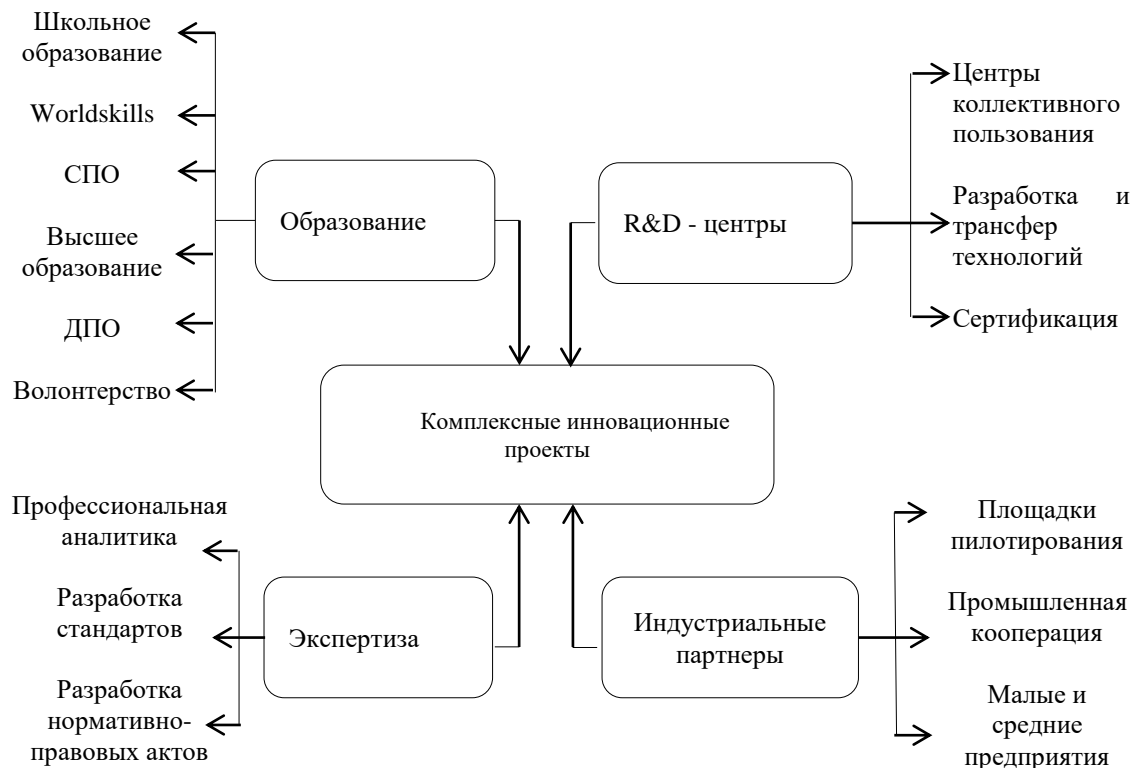 Школьное
образование
Worldskills
СПО
Высшее
образование
ДПО
Волонтерство
Образование
R&D - центры
Центры
коллективного
пользования
Разработка и
трансфер
технологий
Сертификация
Комплексные инновационные
проекты
Профессиональная
аналитика
Разработка
стандартов
Разработка
нормативно-
правовых актов
Экспертиза
Индустриальные
партнеры
Площадки
пилотирования
Промышленная
кооперация
Малые и
средние
предприятия